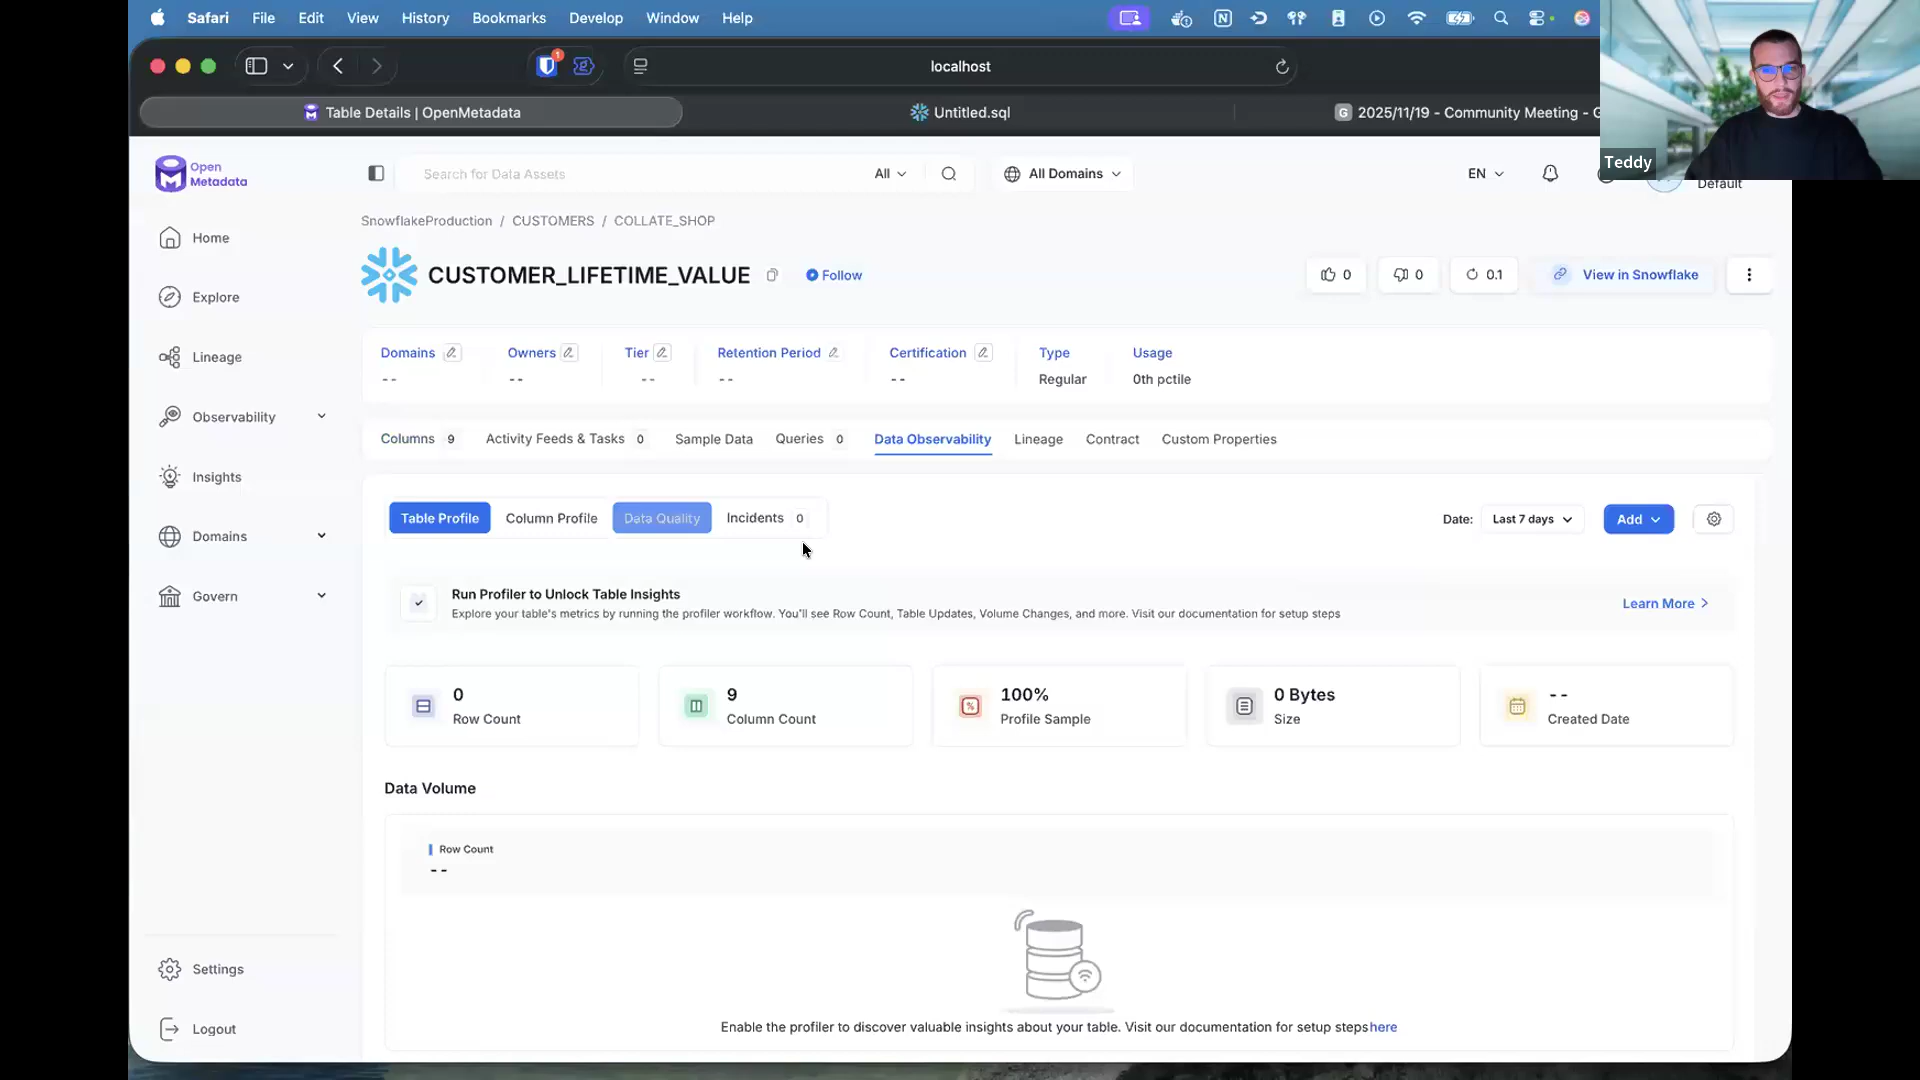 Safari File Edit View History Bookmarks Develop Window Help
1
localhost
Table Details | OpenMetadata
Untitled.sql
2025/11/19 - Community Meeting - G
Teddy
Open
Metadata
Search for Data Assets
All
All Domains
EN
Default
Home
Explore
Lineage
Observability
Insights
Domains
Govern
Settings
Logout
SnowflakeProduction / CUSTOMERS / COLLATE_SHOP
CUSTOMER_LIFETIME_VALUE
Follow
0
0
0.1
View in Snowflake
Domains Owners Tier Retention Period Certification Type Usage
-- -- -- -- -- Regular 0th pctile
Columns 9 Activity Feeds & Tasks 0 Sample Data Queries 0 Data Observability Lineage Contract Custom Properties
Table Profile Column Profile Data Quality Incidents 0
Date: Last 7 days Add
Run Profiler to Unlock Table Insights
Explore your table's metrics by running the profiler workflow. You'll see Row Count, Table Updates, Volume Changes, and more. Visit our documentation for setup steps
Learn More
0
Row Count
9
Column Count
100%
Profile Sample
0 Bytes
Size
--
Created Date
Data Volume
Row Count
--
Enable the profiler to discover valuable insights about your table. Visit our documentation for setup stepshere